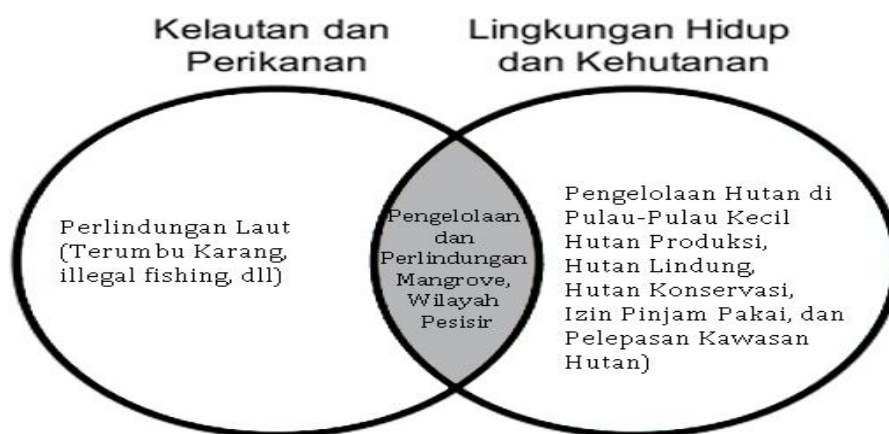 Kelautan dan
Perikanan
Lingkungan Hidup
dan Kehutanan
Perlindungan Laut
(Terumbu Karang,
illegal fishing, dll)
Pengelolaan
dan
Perlindungan
Mangrove,
Wilayah
Pesisir
Pengelolaan Hutan di
Pulau-Pulau Kecil
Hutan Produksi,
Hutan Lindung,
Hutan Konservasi,
Izin Pinjam Pakai, dan
Pelepasan Kawasan
Hutan)